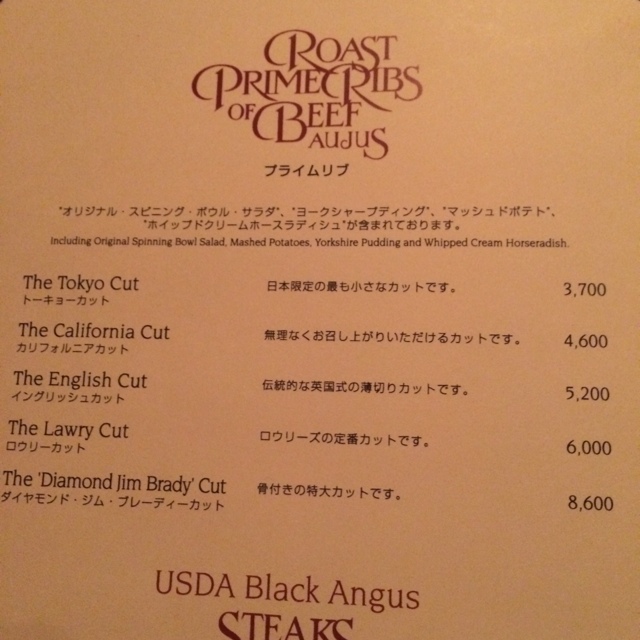 ROAST
PRIME RIBS
OF BEEF
AUJUS
プライムリブ
"オリジナル・スピニング・ボウル・サラダ"、"ヨークシャープディング"、"マッシュドポテト"、
"ホイップドクリームホースラディシュ"が含まれております。
Including Original Spinning Bowl Salad, Mashed Potatoes, Yorkshire Pudding and Whipped Cream Horseradish.
The Tokyo Cut 日本限定の最も小さなカットです。 3,700
トーキョーカット
The California Cut 無理なくお召し上がりいただけるカットです。 4,600
カリフォルニアカット
The English Cut 伝統的な英国式の薄切りカットです。 5,200
イングリッシュカット
The Lawry Cut ロウリーズの定番カットです。 6,000
ロウリーカット
The 'Diamond Jim Brady' Cut 骨付きの特大カットです。 8,600
ダイヤモンド・ジム・ブレーディーカット
USDA Black Angus
STEAKS